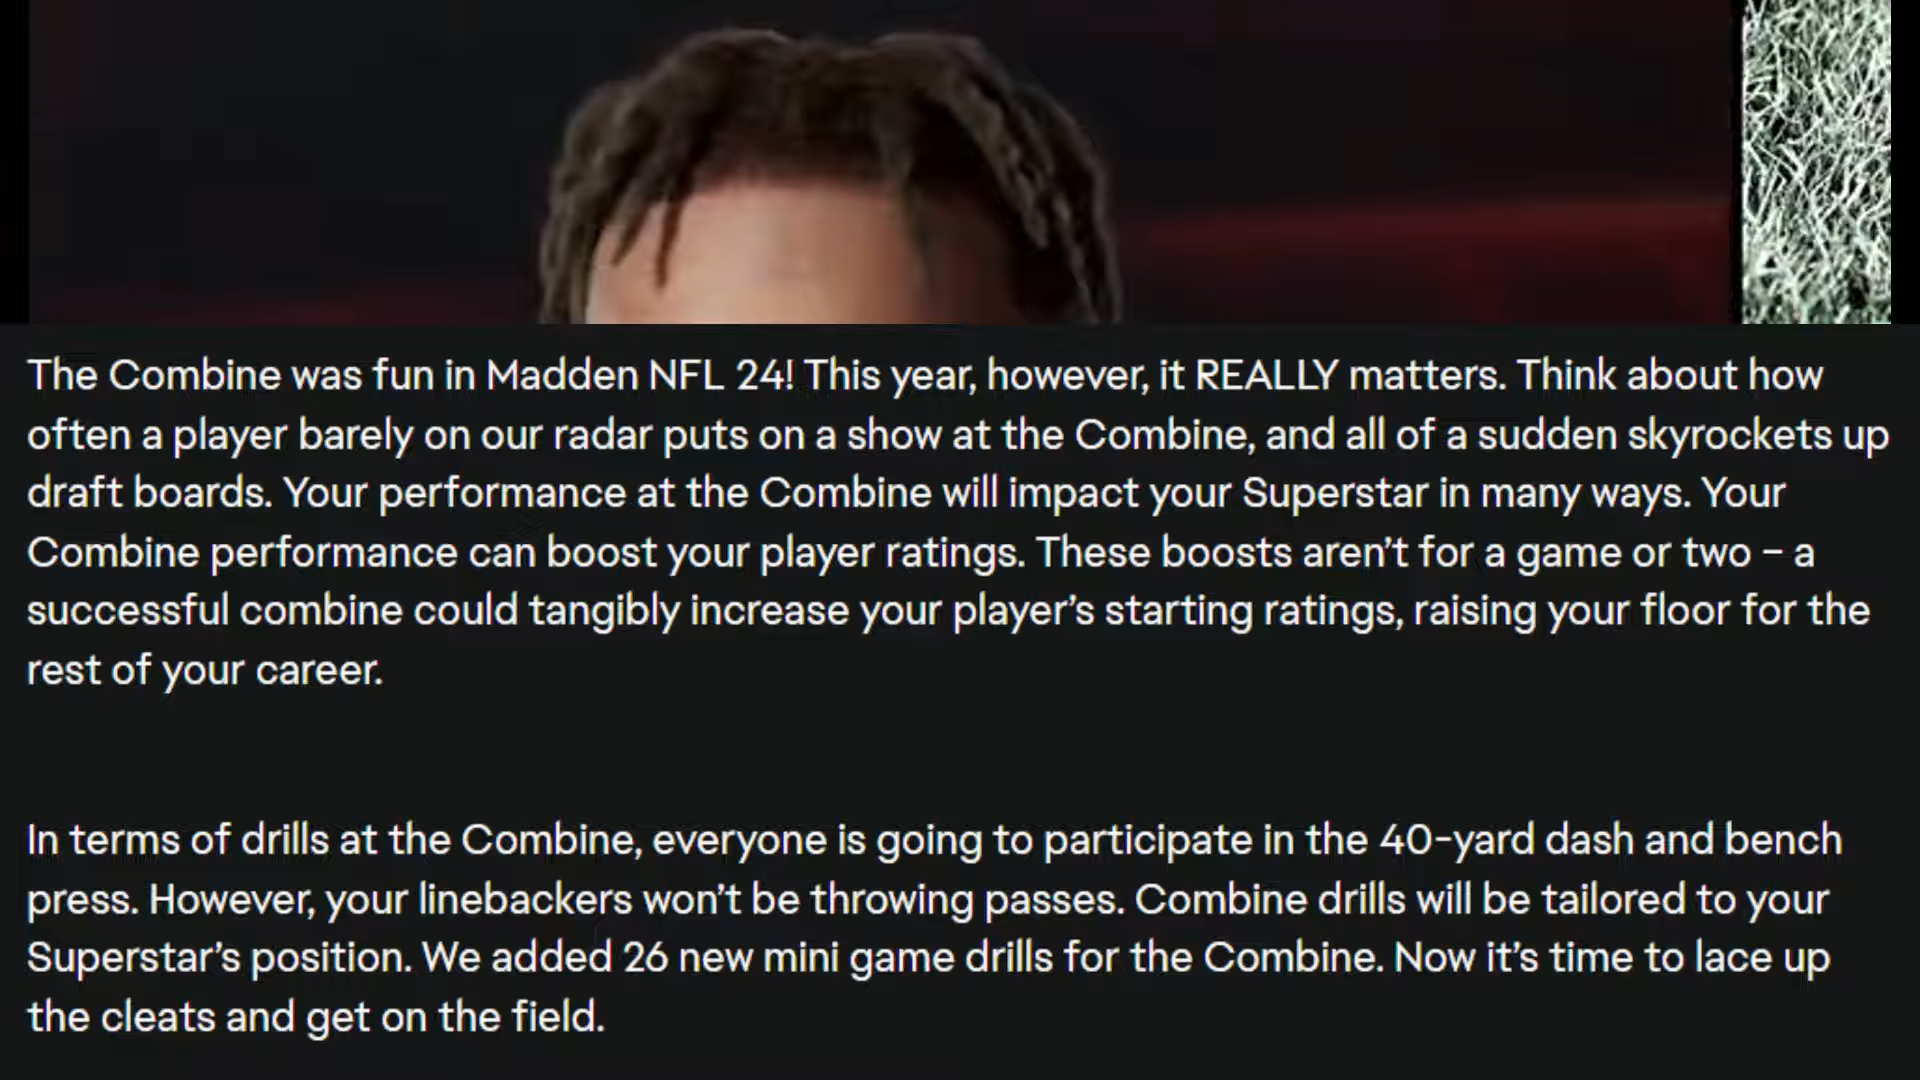 The Combine was fun in Madden NFL 24! This year, however, it REALLY matters. Think about how
often a player barely on our radar puts on a show at the Combine, and all of a sudden skyrockets up
draft boards. Your performance at the Combine will impact your Superstar in many ways. Your
Combine performance can boost your player ratings. These boosts aren’t for a game or two – a
successful combine could tangibly increase your player’s starting ratings, raising your floor for the
rest of your career.
In terms of drills at the Combine, everyone is going to participate in the 40-yard dash and bench
press. However, your linebackers won’t be throwing passes. Combine drills will be tailored to your
Superstar’s position. We added 26 new mini game drills for the Combine. Now it’s time to lace up
the cleats and get on the field.